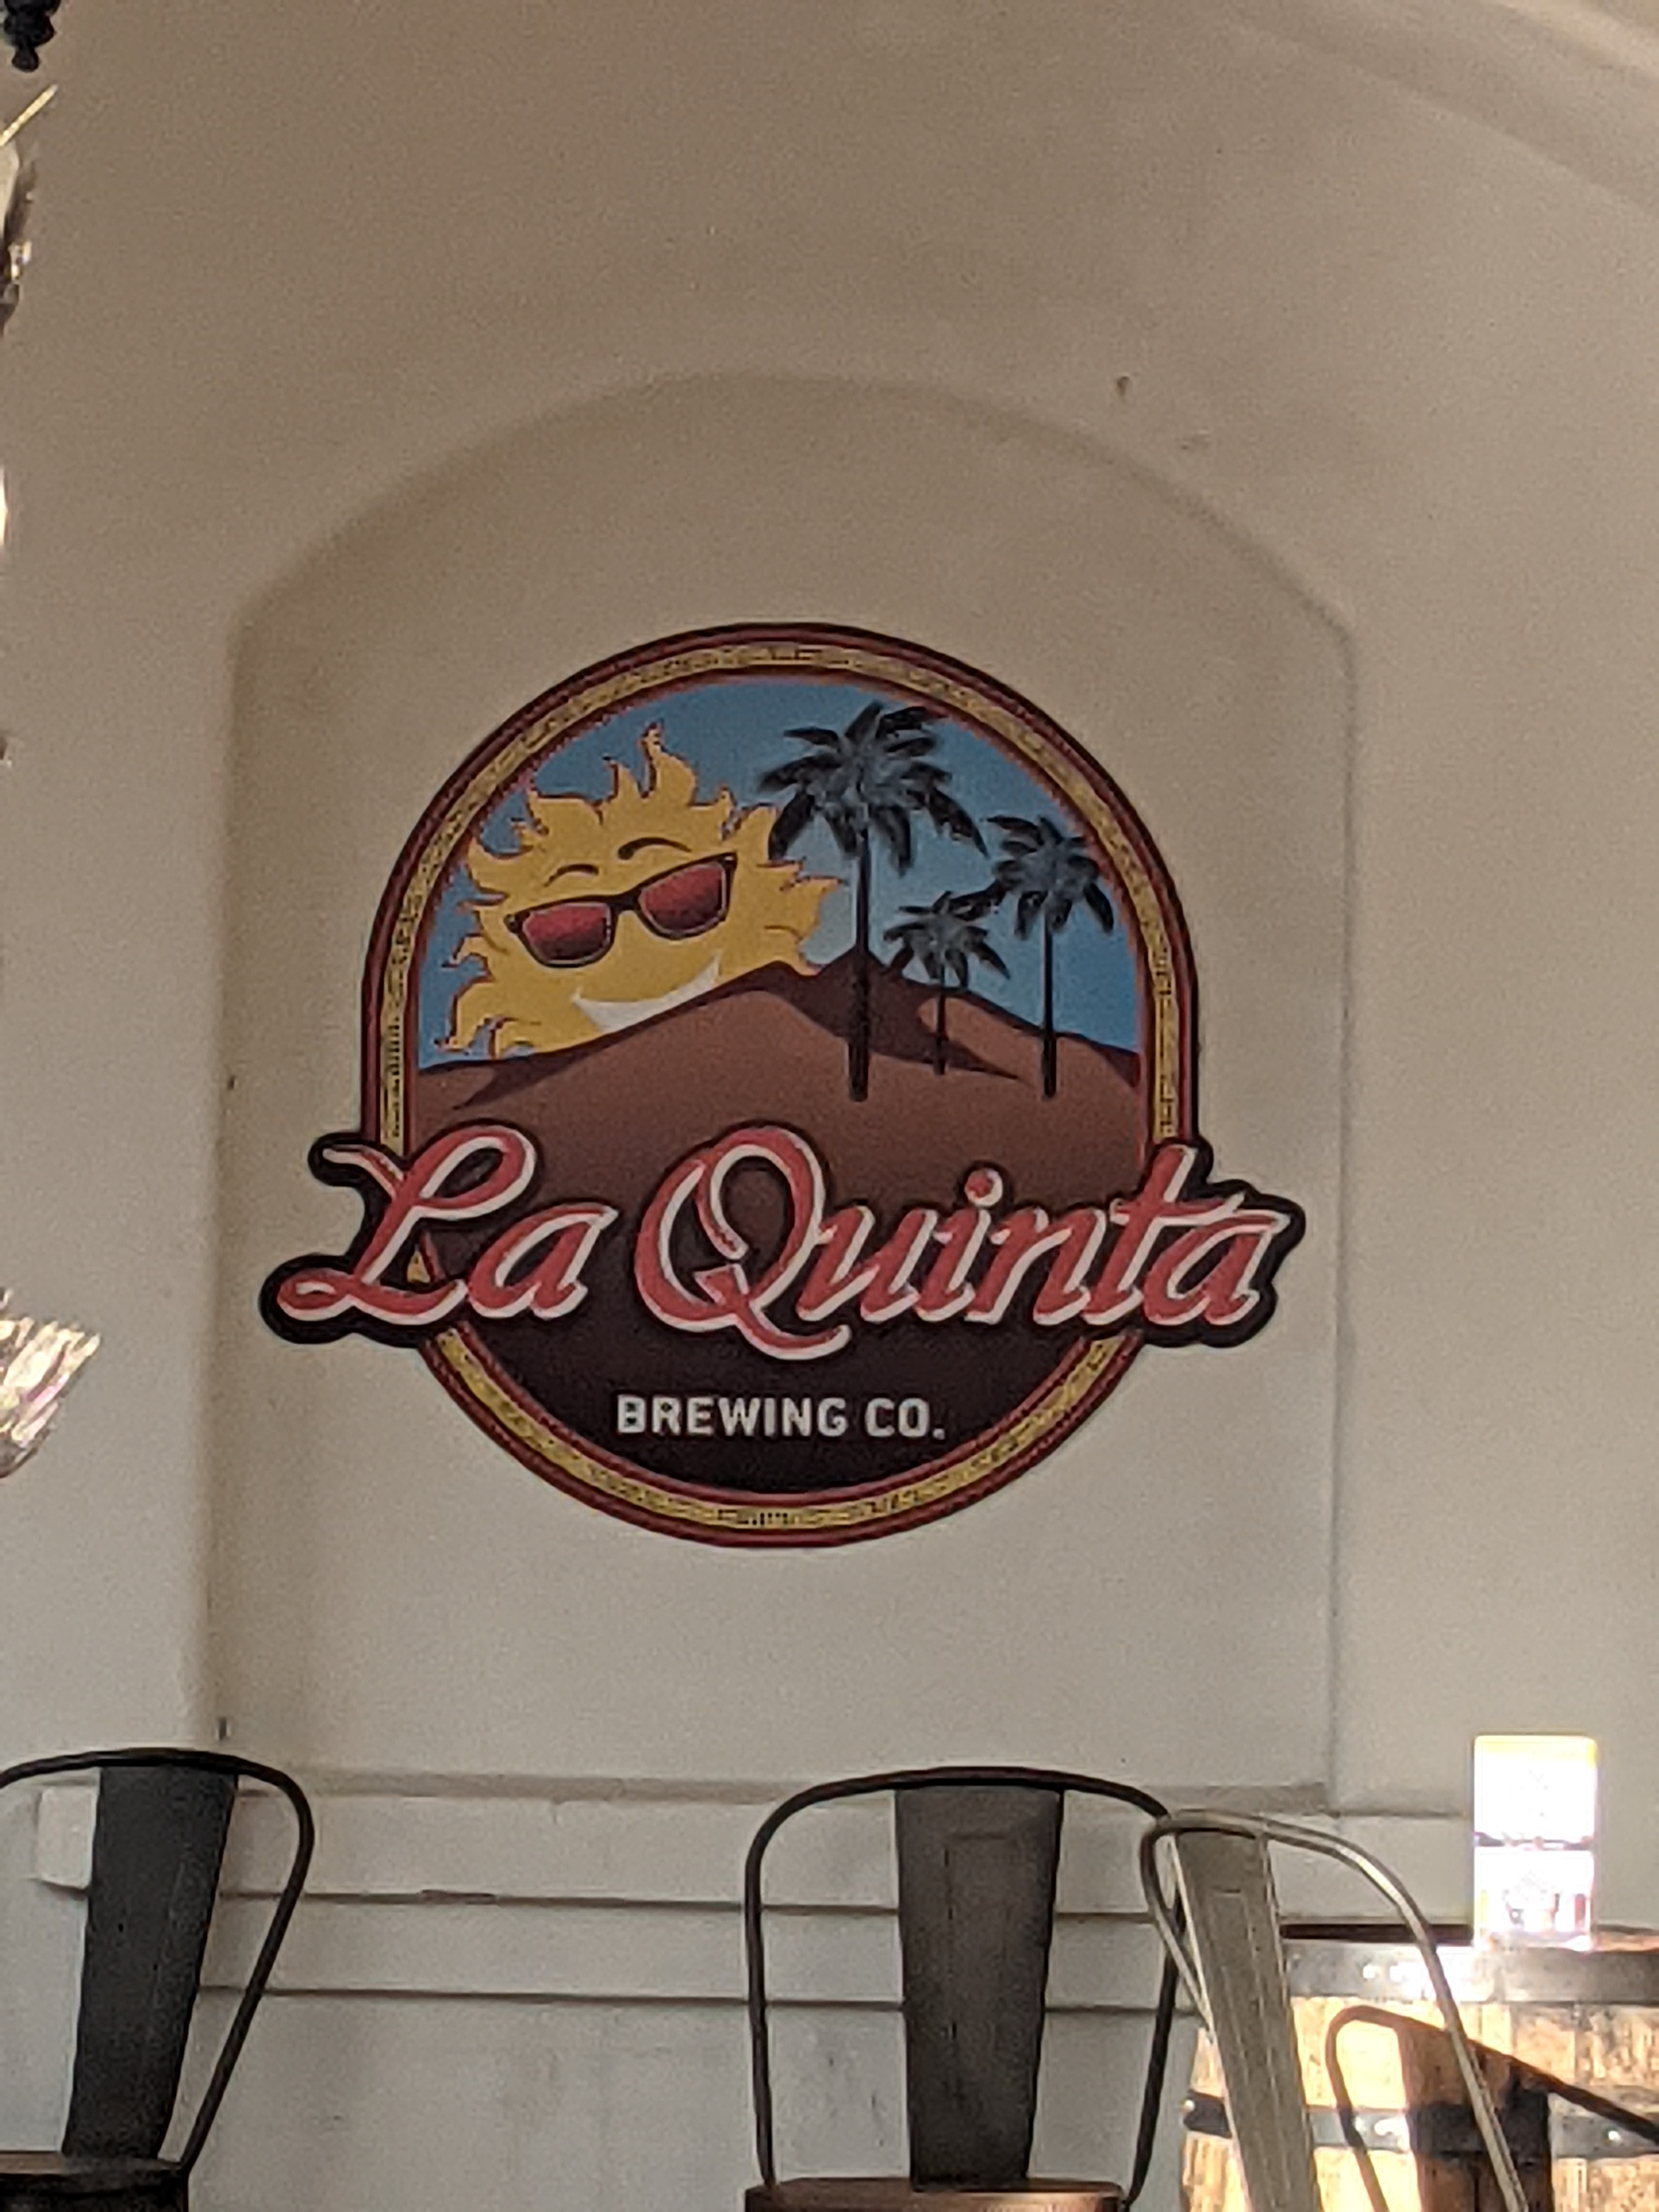 La Quinta
BREWING CO.